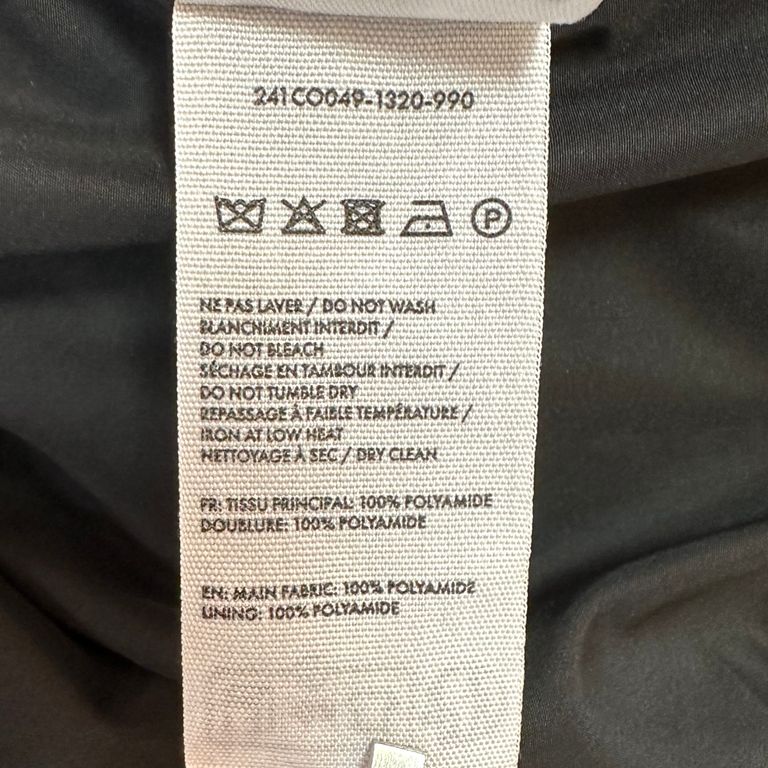 241CO049-1320-990
P
NE PAS LAVER / DO NOT WASH
BLANCHIMENT INTERDIT /
DO NOT BLEACH
SÉCHAGE EN TAMBOUR INTERDIT /
DO NOT TUMBLE DRY
REPASSAGE À FAIBLE TEMPÉRATURE /
IRON AT LOW HEAT
NETTOYAGE À SEC / DRY CLEAN
FR: TISSU PRINCIPAL: 100% POLYAMIDE
DOUBLURE: 100% POLYAMIDE
EN: MAIN FABRIC: 100% POLYAMIDE
LINING: 100% POLYAMIDE